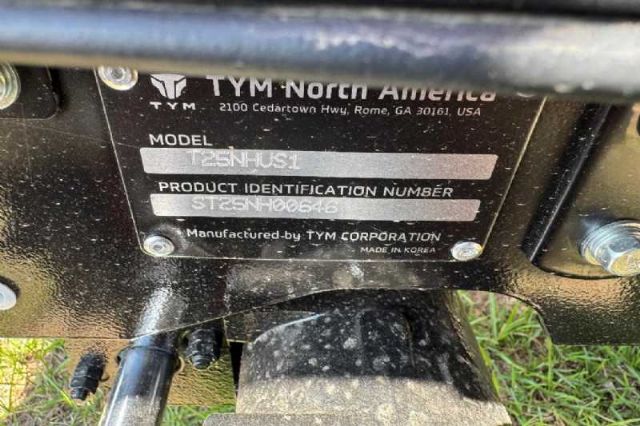 TYM North America
TYM
2100 Cedartown Hwy, Rome, GA 30161, USA
MODEL
T25NHUS1
PRODUCT IDENTIFICATION NUMBER
ST25NH00646
Manufactured by TYM CORPORATION
MADE IN KOREA